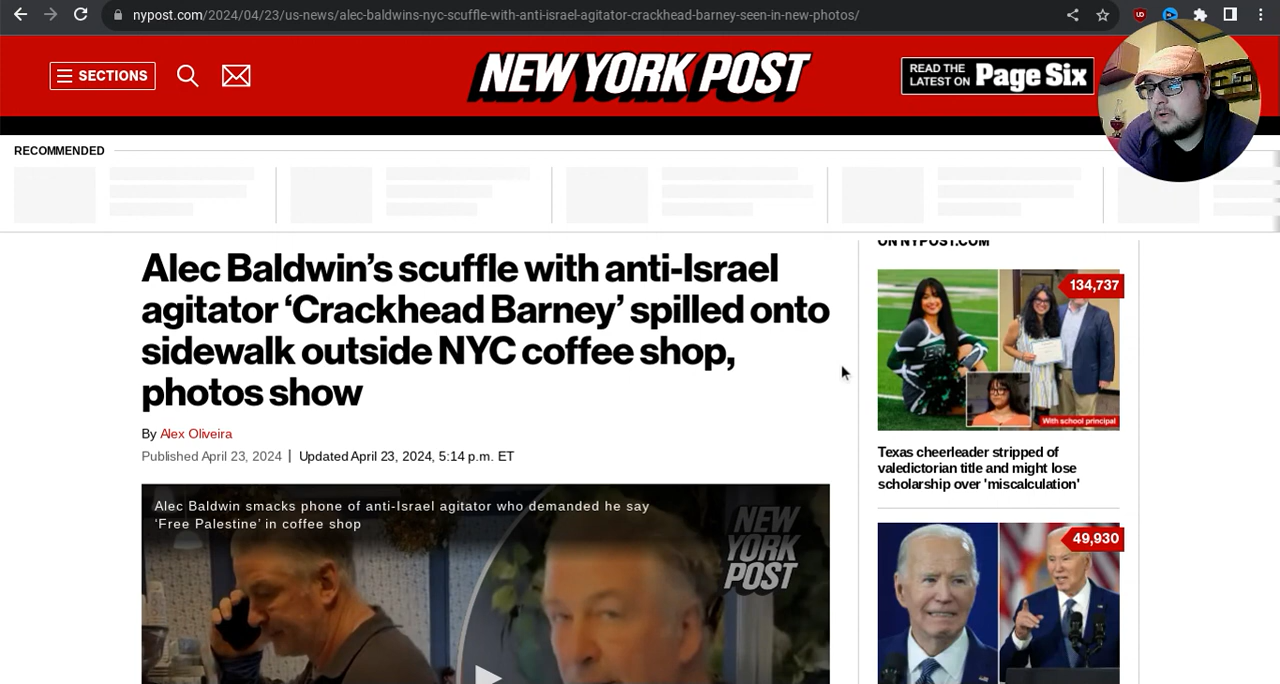 nypost.com/2024/04/23/us-news/alec-baldwins-nyc-scuffle-with-anti-israel-agitator-crackhead-barney-seen-in-new-photos/
SECTIONS
NEW YORK POST
READ THE
LATEST ON
Page Six
RECOMMENDED
Alec Baldwin's scuffle with anti-Israel
agitator 'Crackhead Barney' spilled onto
sidewalk outside NYC coffee shop,
photos show
By Alex Oliveira
Published April 23, 2024 | Updated April 23, 2024, 5:14 p.m. ET
Alec Baldwin smacks phone of anti-Israel agitator who demanded he say
'Free Palestine' in coffee shop
NEW
YORK
POST
ON NYPOST.COM
134,737
With school principal
Texas cheerleader stripped of
valedictorian title and might lose
scholarship over 'miscalculation'
49,930